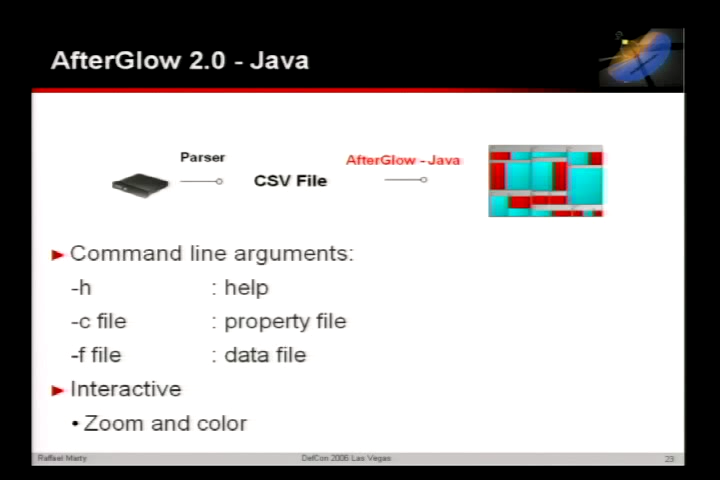 AfterGlow 2.0 - Java
Parser
AfterGlow - Java
CSV File
► Command line arguments:
-h : help
-c file : property file
-f file : data file
► Interactive
• Zoom and color
Raffael Marty DefCon 2006 Las Vegas 23